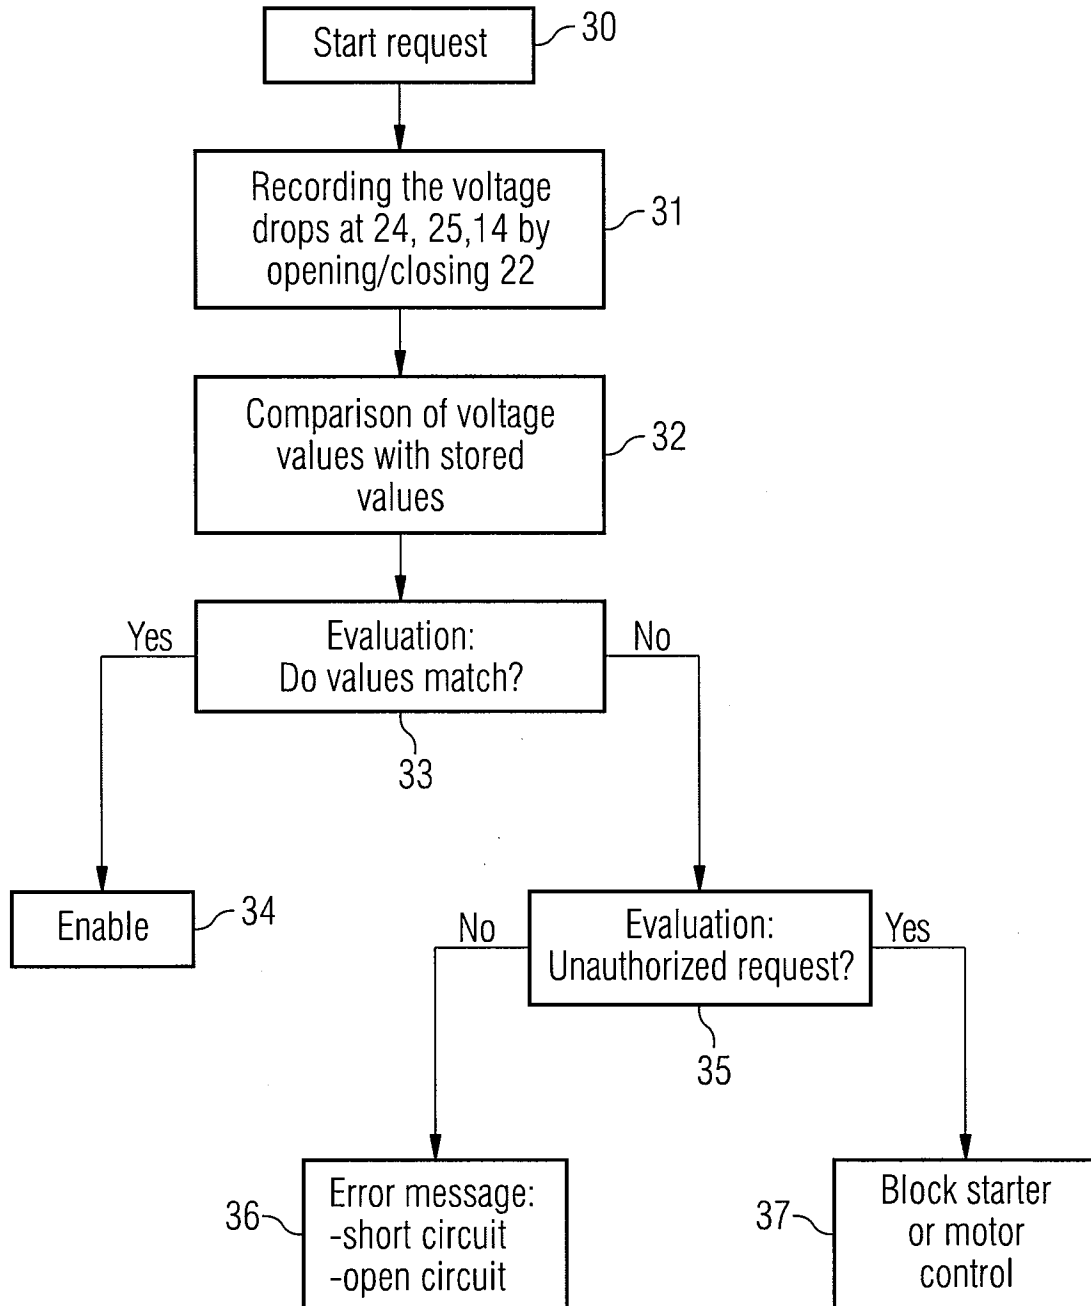 Start request
30
Recording the voltage
drops at 24, 25,14 by
opening/closing 22
31
Comparison of voltage
values with stored
values
32
Yes
Evaluation:
Do values match?
No
33
Enable
34
No
Evaluation:
Unauthorized request?
Yes
35
36
Error message:
-short circuit
-open circuit
37
Block starter
or motor
control